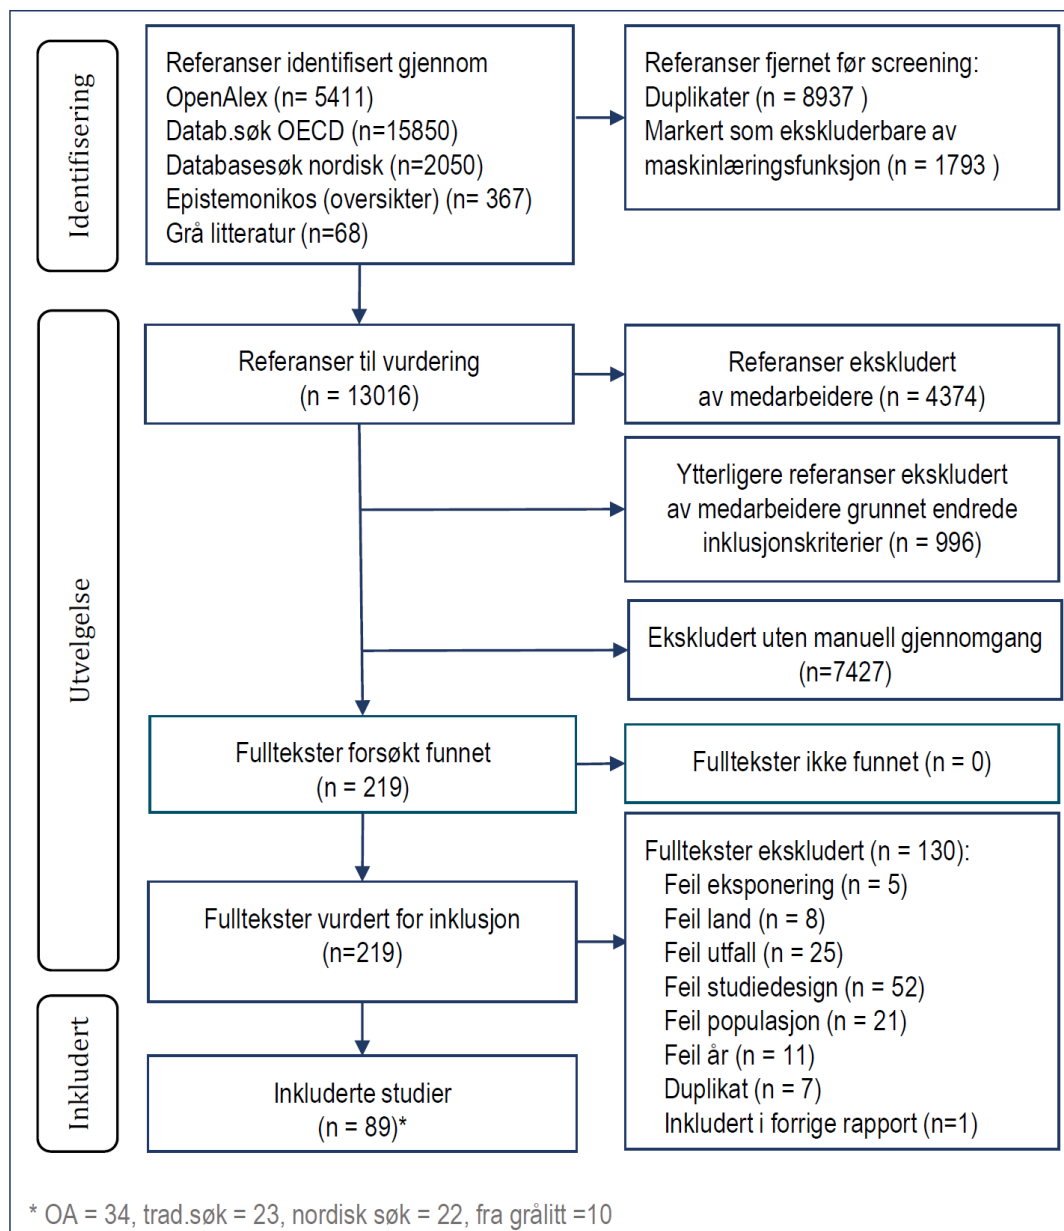 Identifisering
Referanser identifisert gjennom
OpenAlex (n= 5411)
Datab.søk OECD (n=15850)
Databasesøk nordisk (n=2050)
Epistemonikos (oversikter) (n= 367)
Grå litteratur (n=68)
Referanser fjernet før screening:
Duplikater (n = 8937 )
Markert som ekskluderbare av
maskinlæringsfunksjon (n = 1793 )
Utvelgelse
Referanser til vurdering
(n = 13016)
Referanser ekskludert
av medarbeidere (n = 4374)
Ytterligere referanser ekskludert
av medarbeidere grunnet endrede
inklusjonskriterier (n = 996)
Ekskludert uten manuell gjennomgang
(n=7427)
Fulltekster forsøkt funnet
(n = 219)
Fulltekster ikke funnet (n = 0)
Fulltekster vurdert for inklusjon
(n=219)
Fulltekster ekskludert (n = 130):
Feil eksponering (n = 5)
Feil land (n = 8)
Feil utfall (n = 25)
Feil studiedesign (n = 52)
Feil populasjon (n = 21)
Feil år (n = 11)
Duplikat (n = 7)
Inkludert i forrige rapport (n=1)
Inkludert
Inkluderte studier
(n = 89)*
* OA = 34, trad.søk = 23, nordisk søk = 22, fra grålitt =10